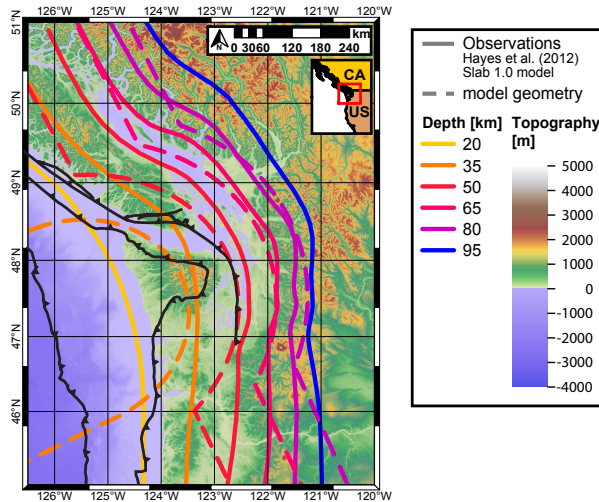 126°W 125°W 124°W 123°W 122°W 121°W 120°W
51°N
50°N
49°N
48°N
47°N
46°N
km
0 30 60 120 180 240
CA
US
126°W 125°W 124°W 123°W 122°W 121°W 120°W
Observations
Hayes et al. (2012)
Slab 1.0 model
model geometry
Depth [km] Topography
[m]
20
35
50
65
80
95
5000
4000
3000
2000
1000
0
-1000
-2000
-3000
-4000